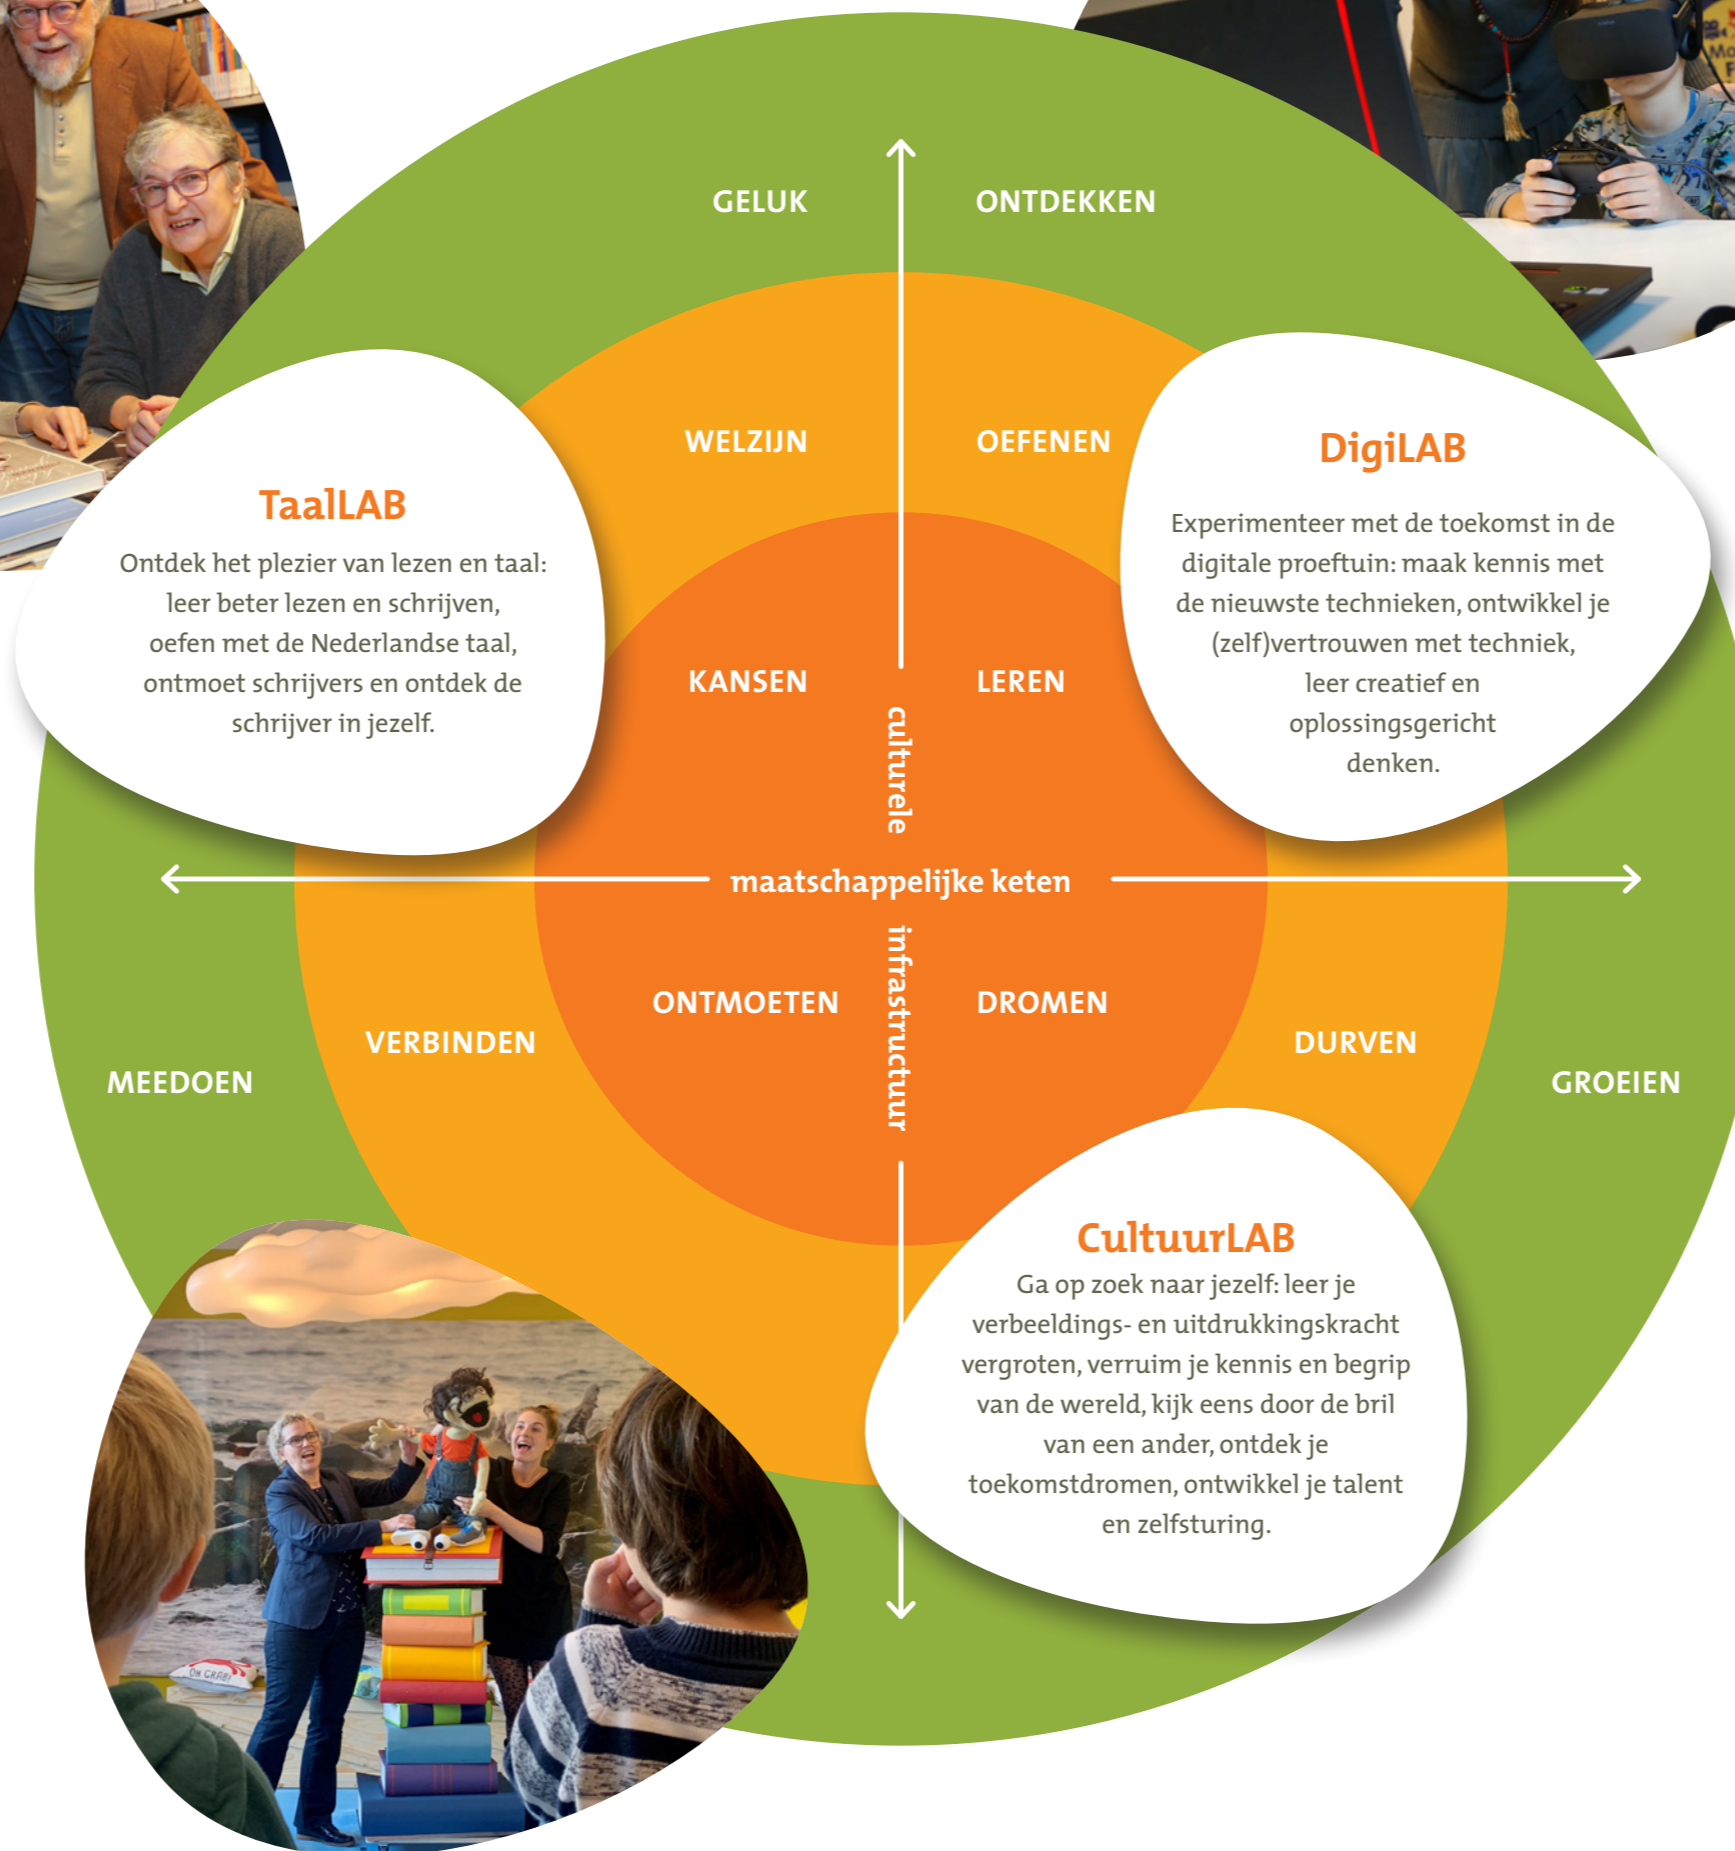 GELUK
ONTDEKKEN
WELZIJN
OEFENEN
DigiLAB
Experimenteer met de toekomst in de
digitale proeftuin: maak kennis met
de nieuwste technieken, ontwikkel je
(zelf)vertrouwen met techniek,
leer creatief en
oplossingsgericht
denken.
TaalLAB
Ontdek het plezier van lezen en taal:
leer beter lezen en schrijven,
oefen met de Nederlandse taal,
ontmoet schrijvers en ontdek de
schrijver in jezelf.
KANSEN
LEREN
culturele
maatschappelijke keten
infrastructuur
ONTMOETEN
DROMEN
VERBINDEN
DURVEN
MEEDOEN
GROEIEN
CultuurLAB
Ga op zoek naar jezelf: leer je
verbeeldings- en uitdrukkingskracht
vergroten, verruim je kennis en begrip
van de wereld, kijk eens door de bril
van een ander, ontdek je
toekomstdromen, ontwikkel je talent
en zelfsturing.
OH CRAB!